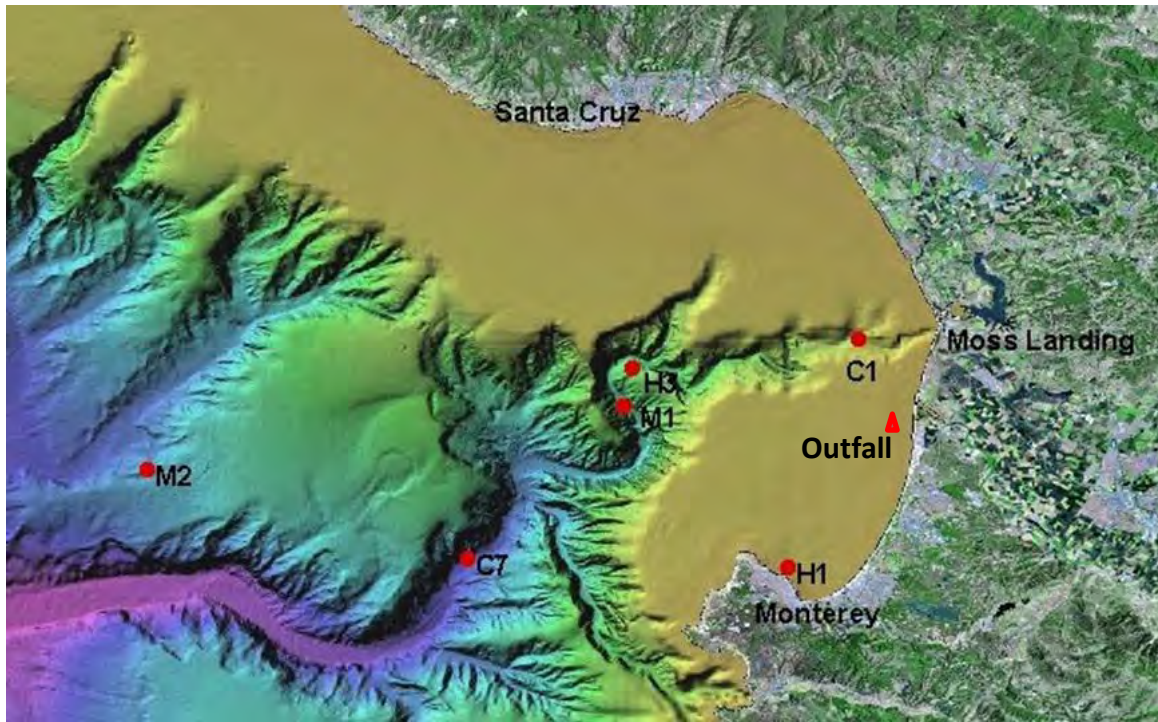 Santa Cruz
Moss Landing
C1
H3
M1
Outfall
M2
C7
H1
Monterey